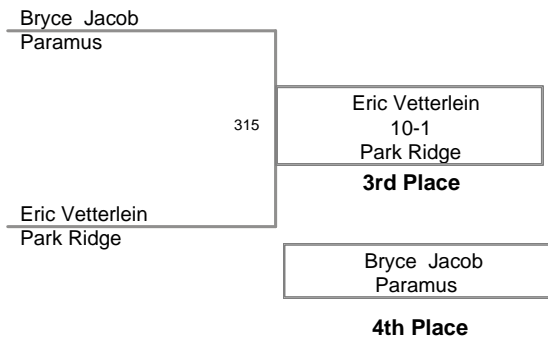 Bryce Jacob
Paramus
315
Eric Vetterlein
10-1
Park Ridge
3rd Place
Eric Vetterlein
Park Ridge
Bryce Jacob
Paramus
4th Place